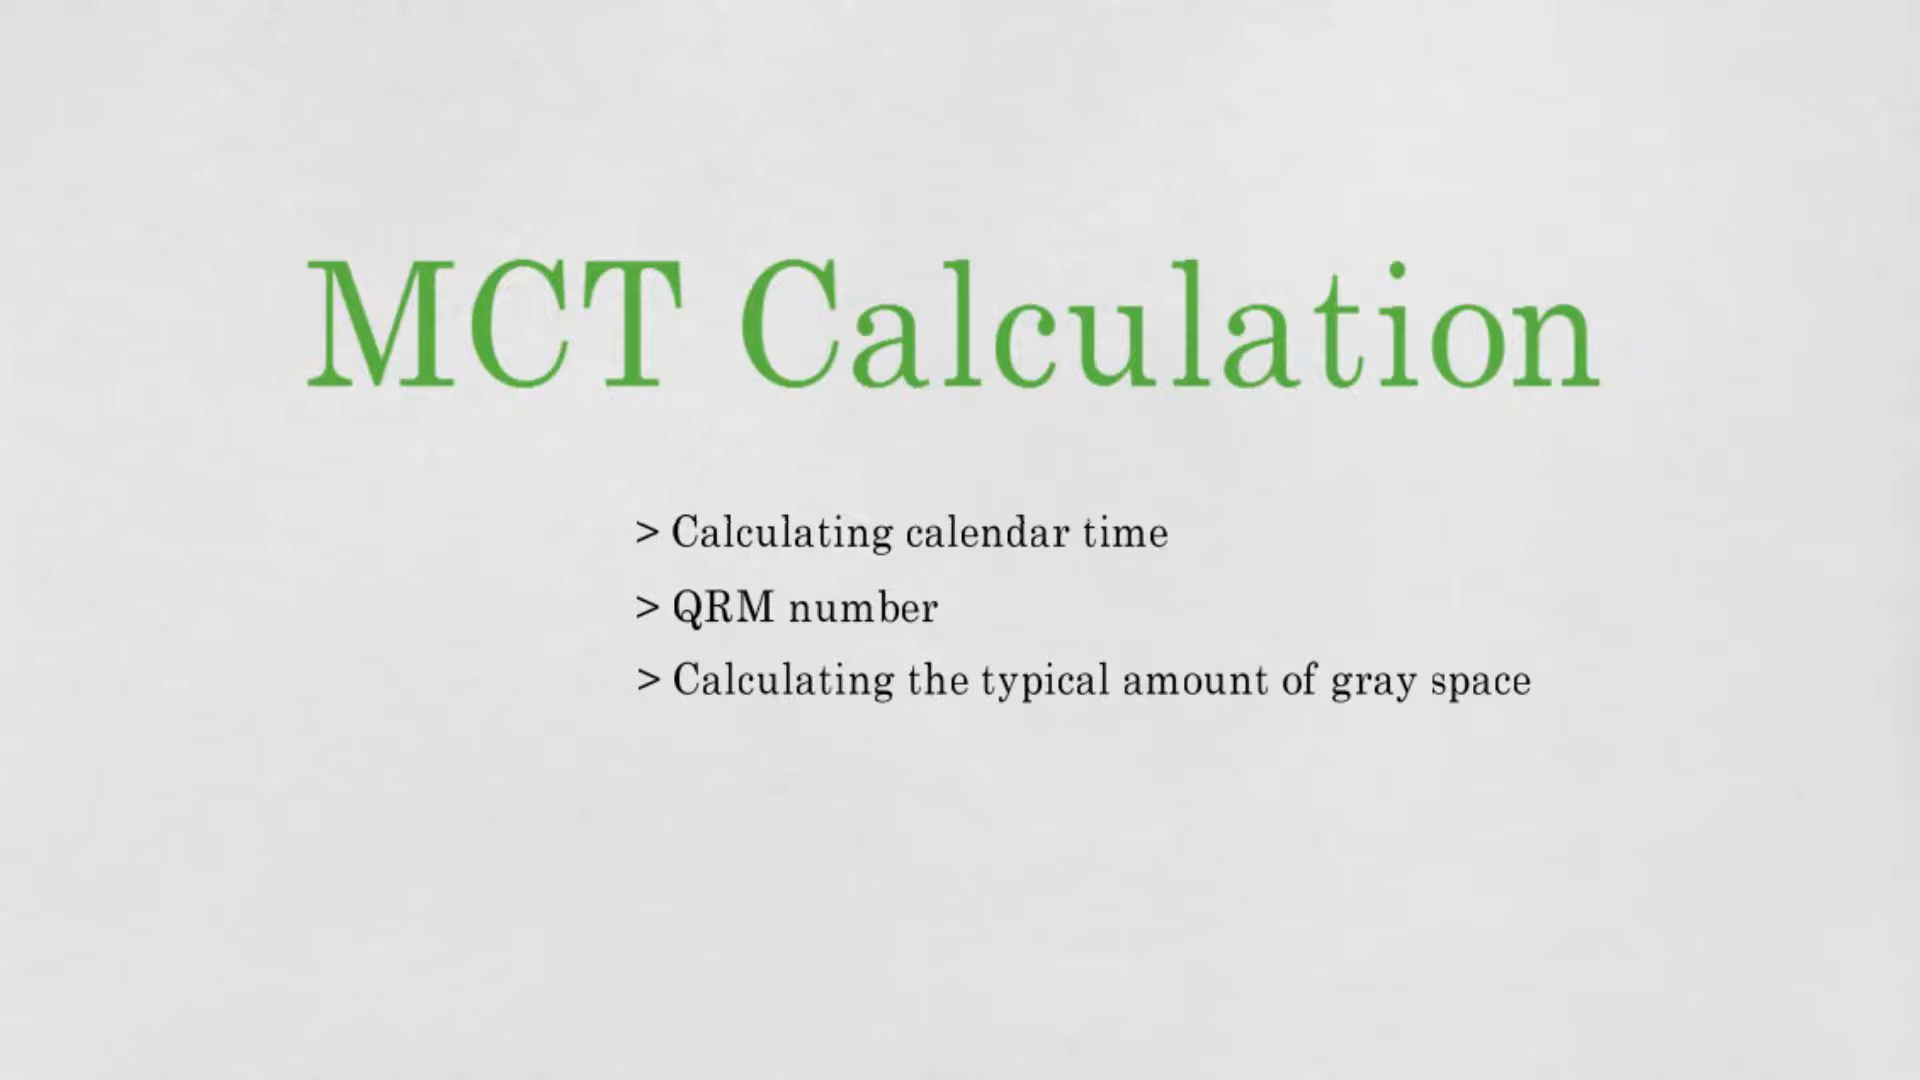 MCT Calculation
> Calculating calendar time
> QRM number
> Calculating the typical amount of gray space